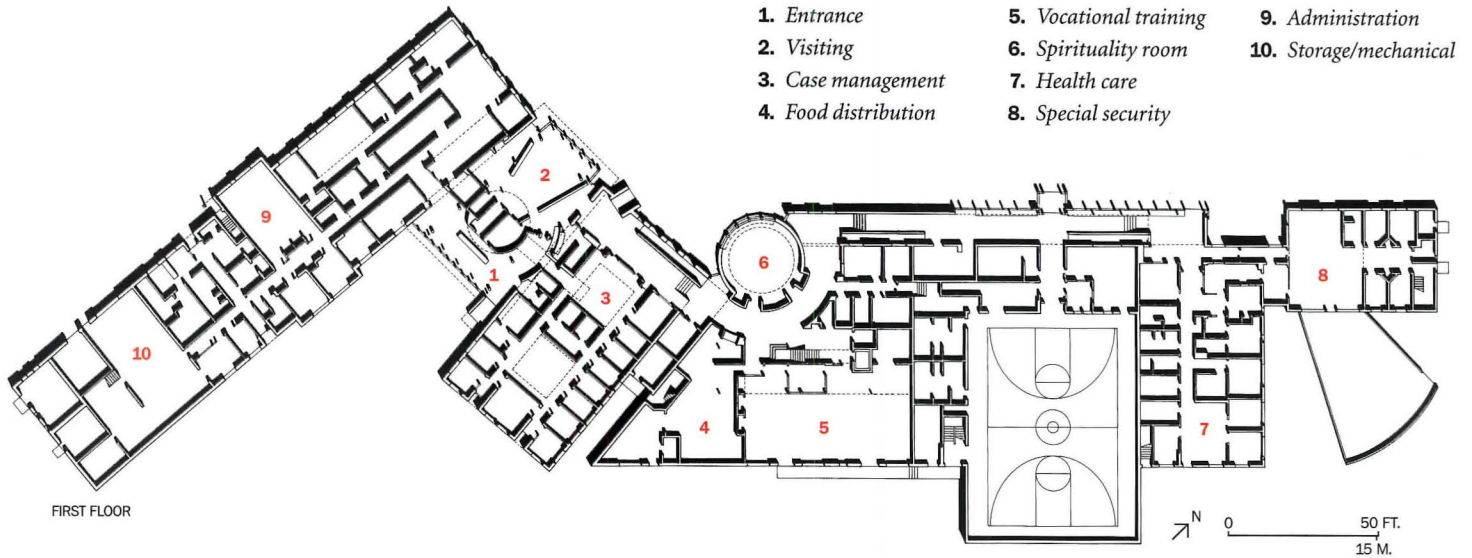 1. Entrance
2. Visiting
3. Case management
4. Food distribution
5. Vocational training
6. Spirituality room
7. Health care
8. Special security
9. Administration
10. Storage/mechanical
2
9
6
1
3
8
10
4
5
7
FIRST FLOOR
N
0 50 FT.
15 M.